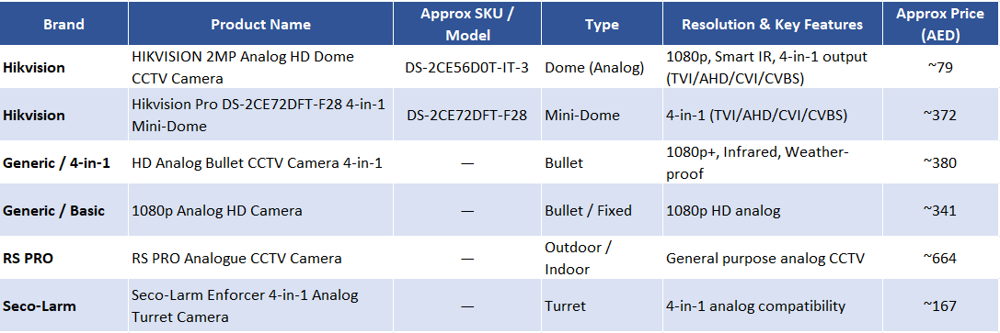 Brand
Product Name
Approx SKU /
Model
Type
Resolution & Key Features
Approx Price
(AED)
Hikvision
HIKVISION 2MP Analog HD Dome
CCTV Camera
DS-2CE56D0T-IT-3
Dome (Analog)
1080p, Smart IR, 4-in-1 output
(TVI/AHD/CVI/CVBS)
~79
Hikvision
Hikvision Pro DS-2CE72DFT-F28 4-in-1
Mini-Dome
DS-2CE72DFT-F28
Mini-Dome
4-in-1 (TVI/AHD/CVI/CVBS)
~372
Generic / 4-in-1
HD Analog Bullet CCTV Camera 4-in-1
—
Bullet
1080p+, Infrared, Weather-
proof
~380
Generic / Basic
1080p Analog HD Camera
—
Bullet / Fixed
1080p HD analog
~341
RS PRO
RS PRO Analogue CCTV Camera
—
Outdoor /
Indoor
General purpose analog CCTV
~664
Seco-Larm
Seco-Larm Enforcer 4-in-1 Analog
Turret Camera
—
Turret
4-in-1 analog compatibility
~167